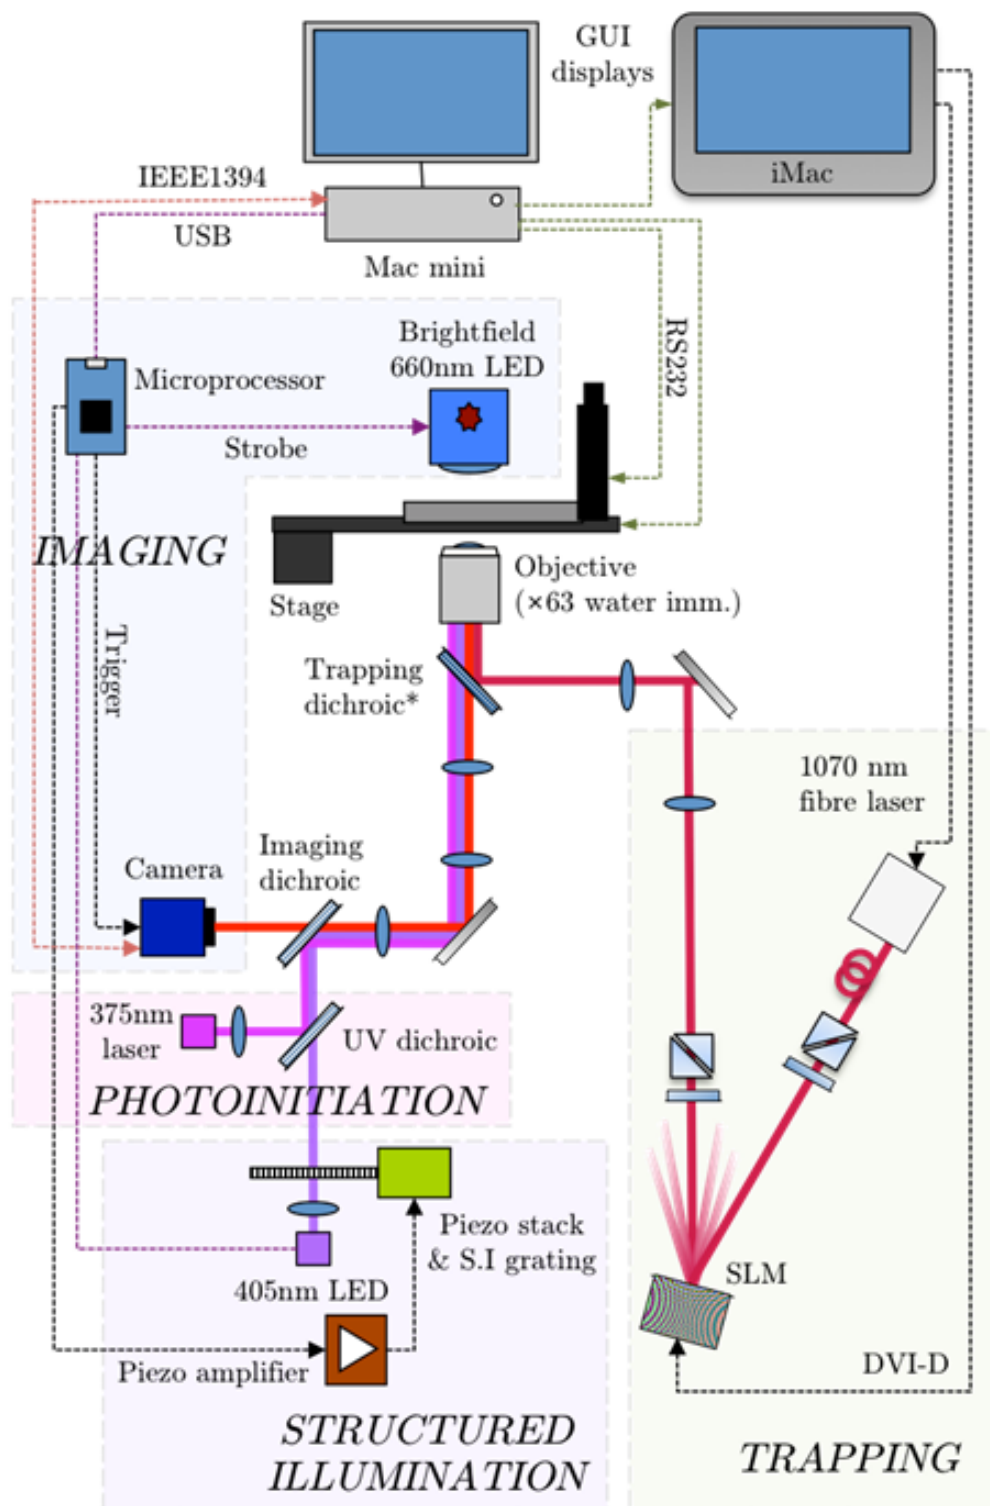 GUI
displays
iMac
IEEE1394
USB
Mac mini
RS232
Brightfield
660nm LED
Microprocessor
Strobe
IMAGING
Stage
Objective
(×63 water imm.)
Trigger
Trapping
dichroic*
1070 nm
fibre laser
Imaging
dichroic
Camera
375nm
laser
UV dichroic
PHOTOINITIATION
Piezo stack
& S.I grating
405nm LED
SLM
Piezo amplifier
DVI-D
STRUCTURED
ILLUMINATION
TRAPPING